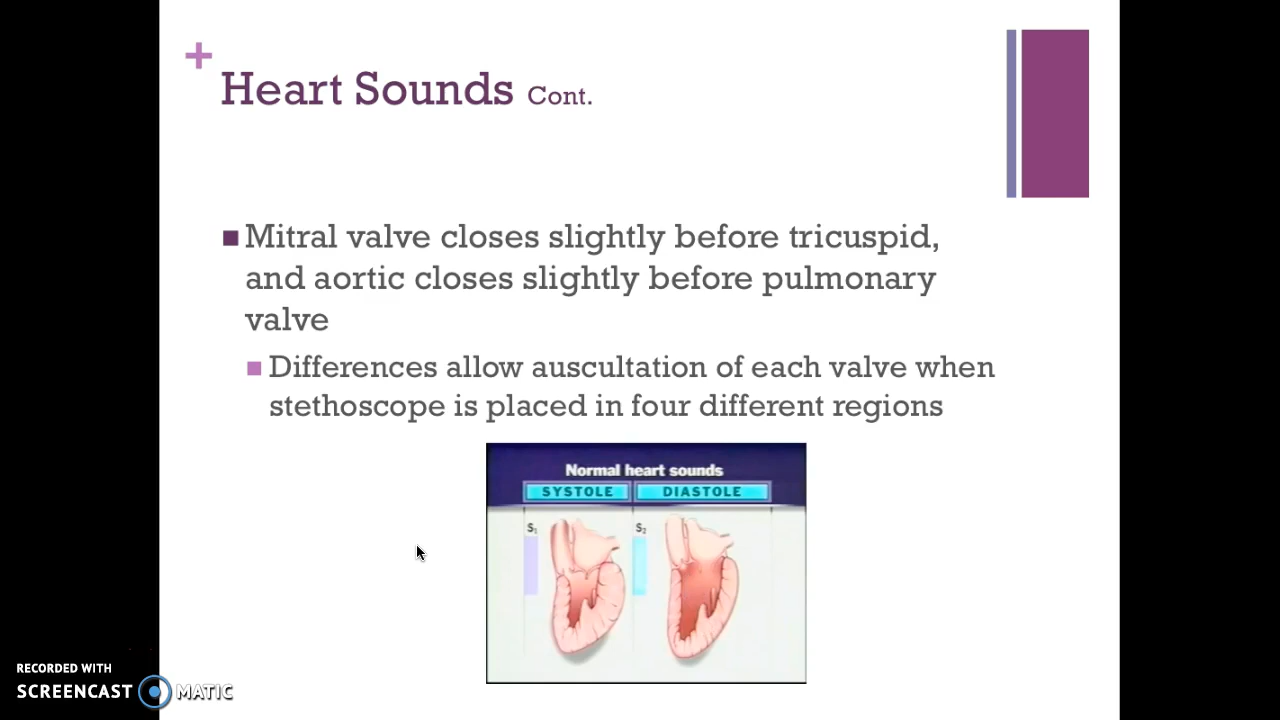 +
Heart Sounds Cont.
Mitral valve closes slightly before tricuspid,
and aortic closes slightly before pulmonary
valve
Differences allow auscultation of each valve when
stethoscope is placed in four different regions
Normal heart sounds
SYSTOLE DIASTOLE
S₁ S₂
RECORDED WITH
SCREENCAST MATIC